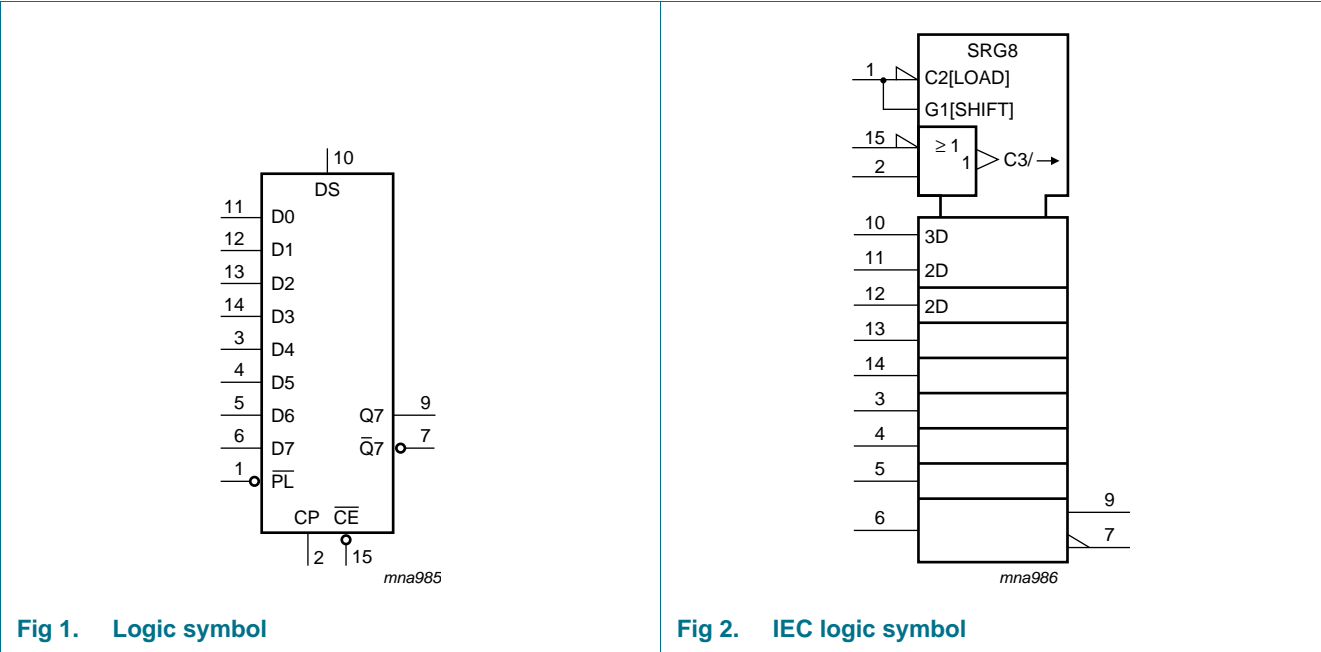 10
DS
11 D0
12 D1
13 D2
14 D3
3 D4
4 D5
5 D6 Q7 9
6 D7 Q̅7 7
1 P̅L̅
CP C̅E̅
2 15
mna985
Fig 1. Logic symbol
SRG8
1 C2[LOAD]
G1[SHIFT]
15 ≥ 1
1 C3/ →
2
10 3D
11 2D
12 2D
13
14
3
4
5
9
6
7
mna986
Fig 2. IEC logic symbol